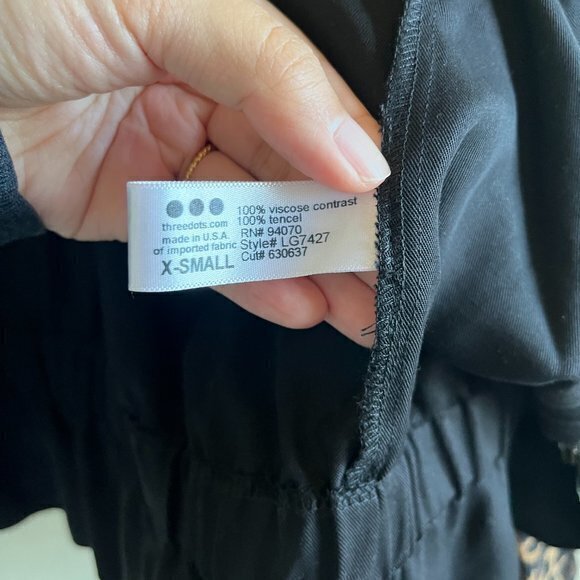 threedots.com
made in U.S.A.
of imported fabric
X-SMALL
100% viscose contrast
100% tencel
RN# 94070
Style# LG7427
Cut# 630637